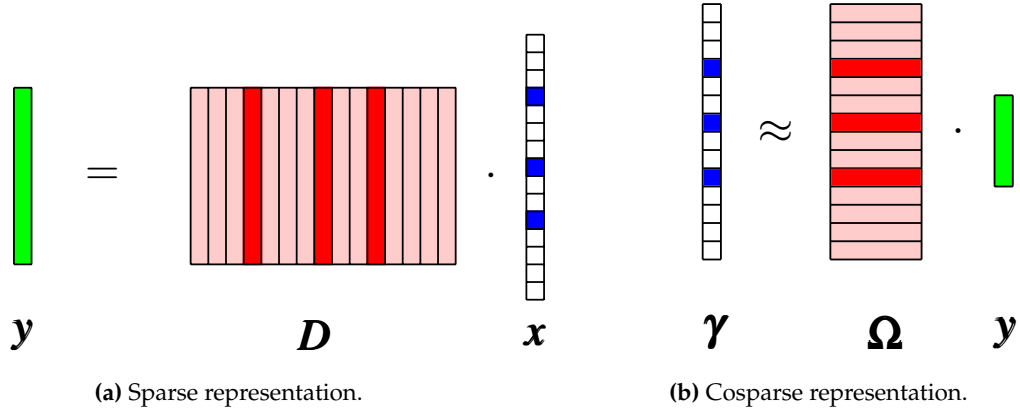 = · ≈ ·
y D x γ Ω y
(a) Sparse representation. (b) Cosparse representation.